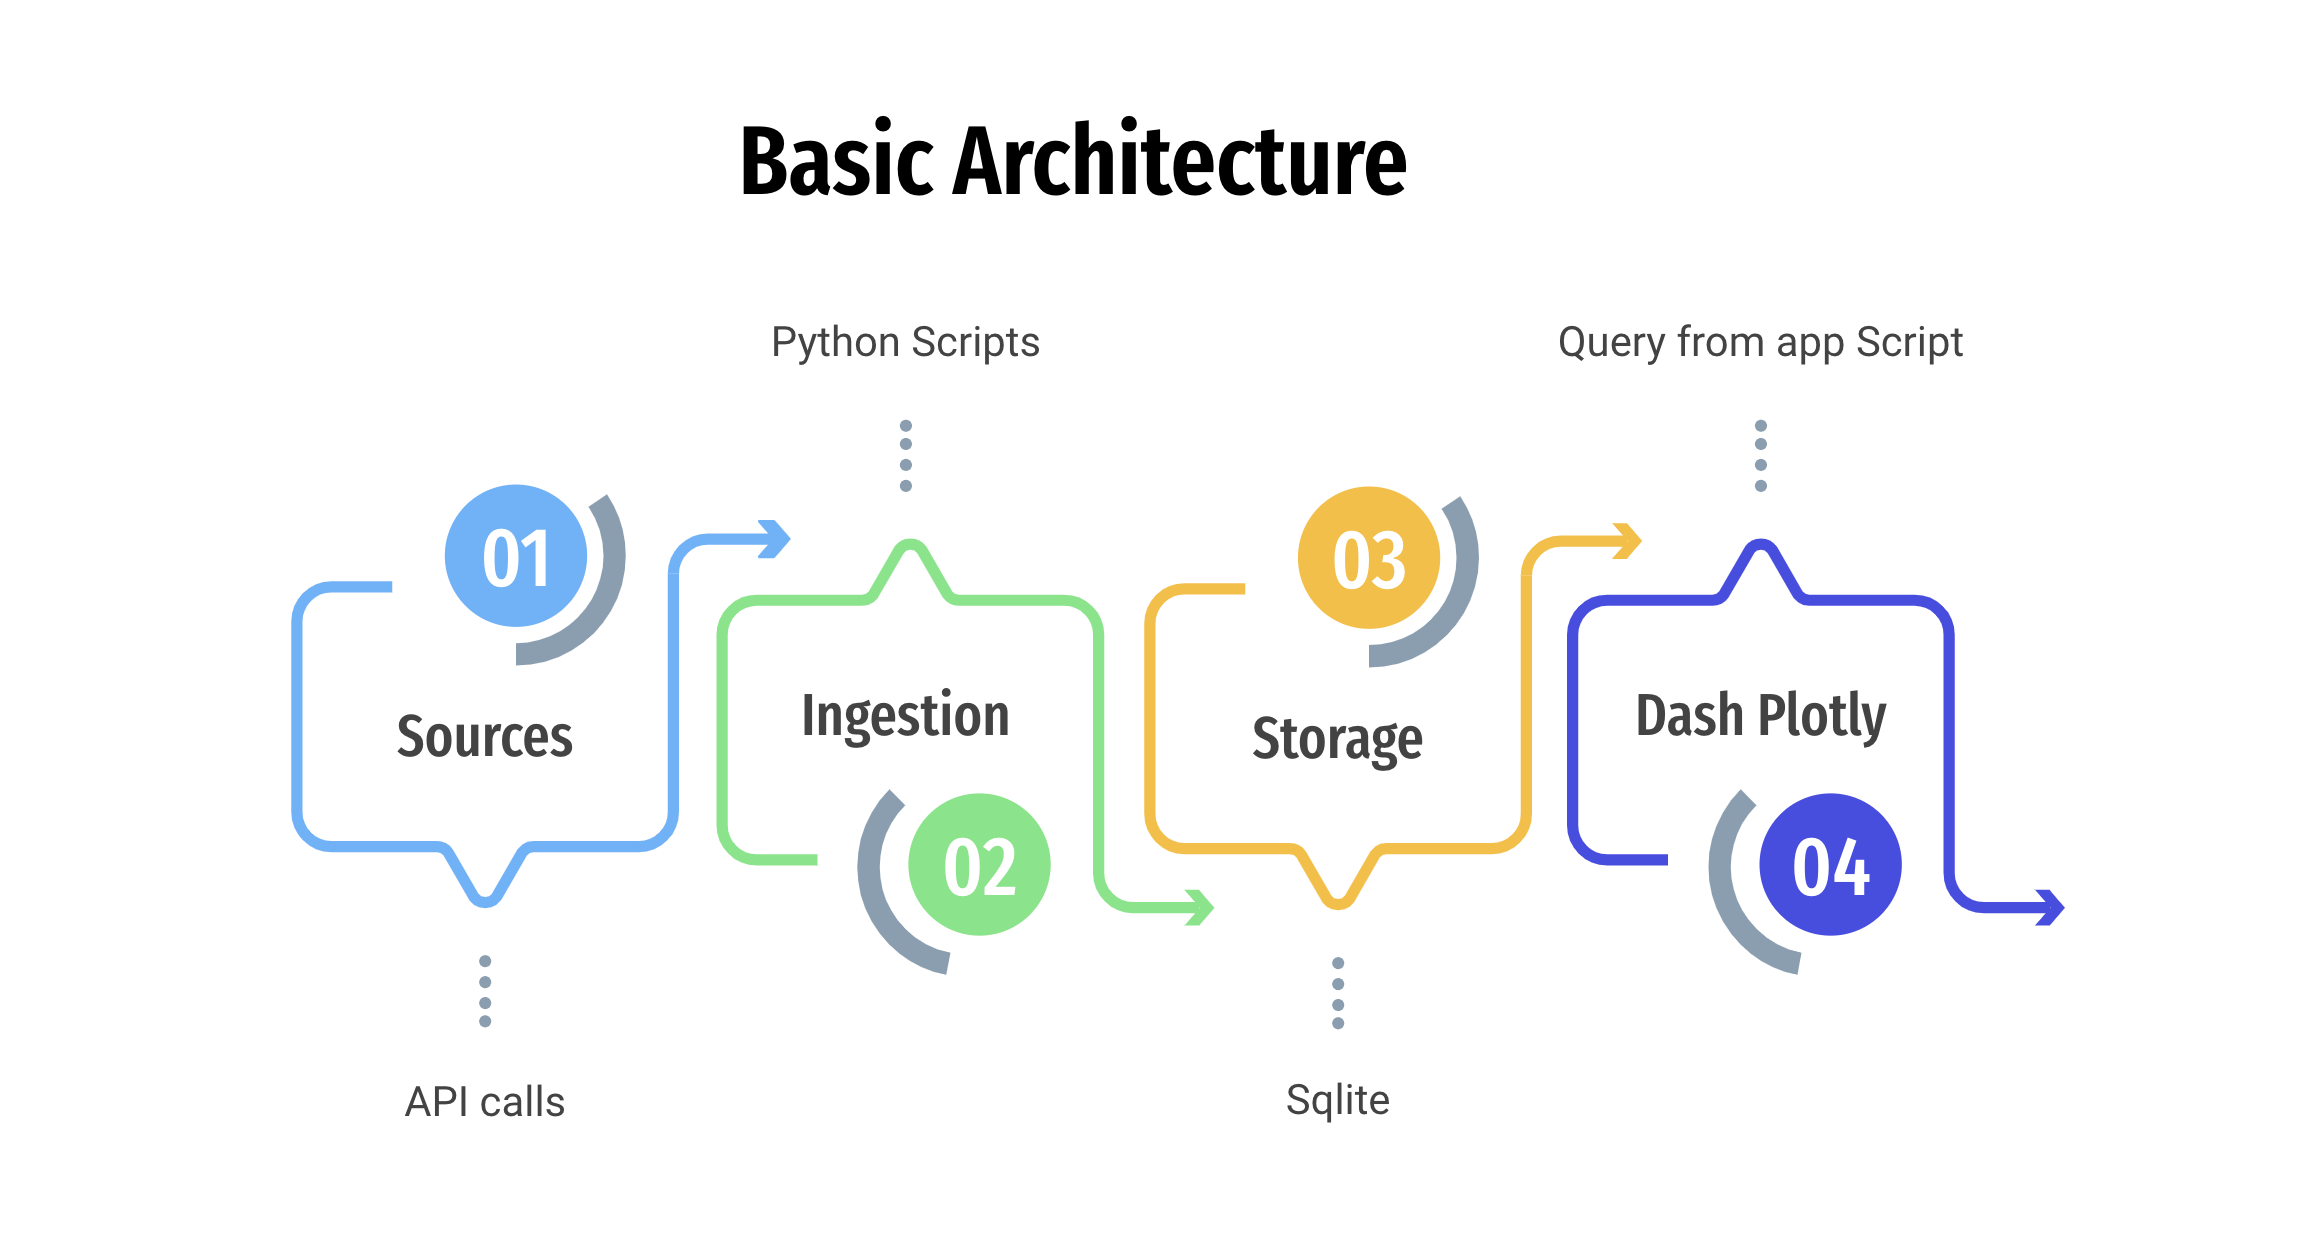 Basic Architecture
Python Scripts
Query from app Script
01
03
Sources
Ingestion
Storage
Dash Plotly
02
04
API calls
Sqlite